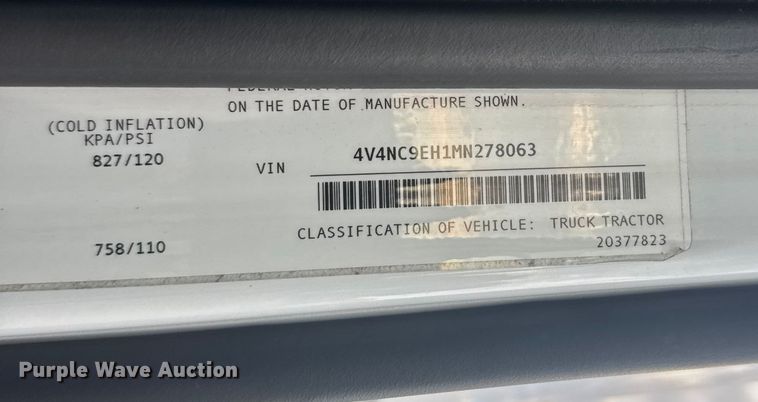 ON THE DATE OF MANUFACTURE SHOWN.
(COLD INFLATION)
KPA/PSI
827/120
VIN 4V4NC9EH1MN278063
CLASSIFICATION OF VEHICLE: TRUCK TRACTOR
758/110
20377823
Purple Wave Auction